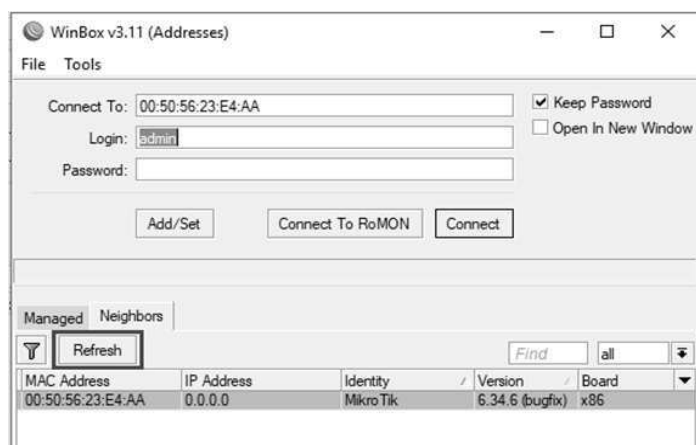 WinBox v3.11 (Addresses)
File Tools
Connect To: 00:50:56:23:E4:AA
Keep Password
Login: admin
Open In New Window
Password:
Add/Set Connect To RoMON Connect
Managed Neighbors
Refresh Find all
MAC Address IP Address Identity Version Board
00:50:56:23:E4:AA 0.0.0.0 MikroTik 6.34.6 (bugfix) x86